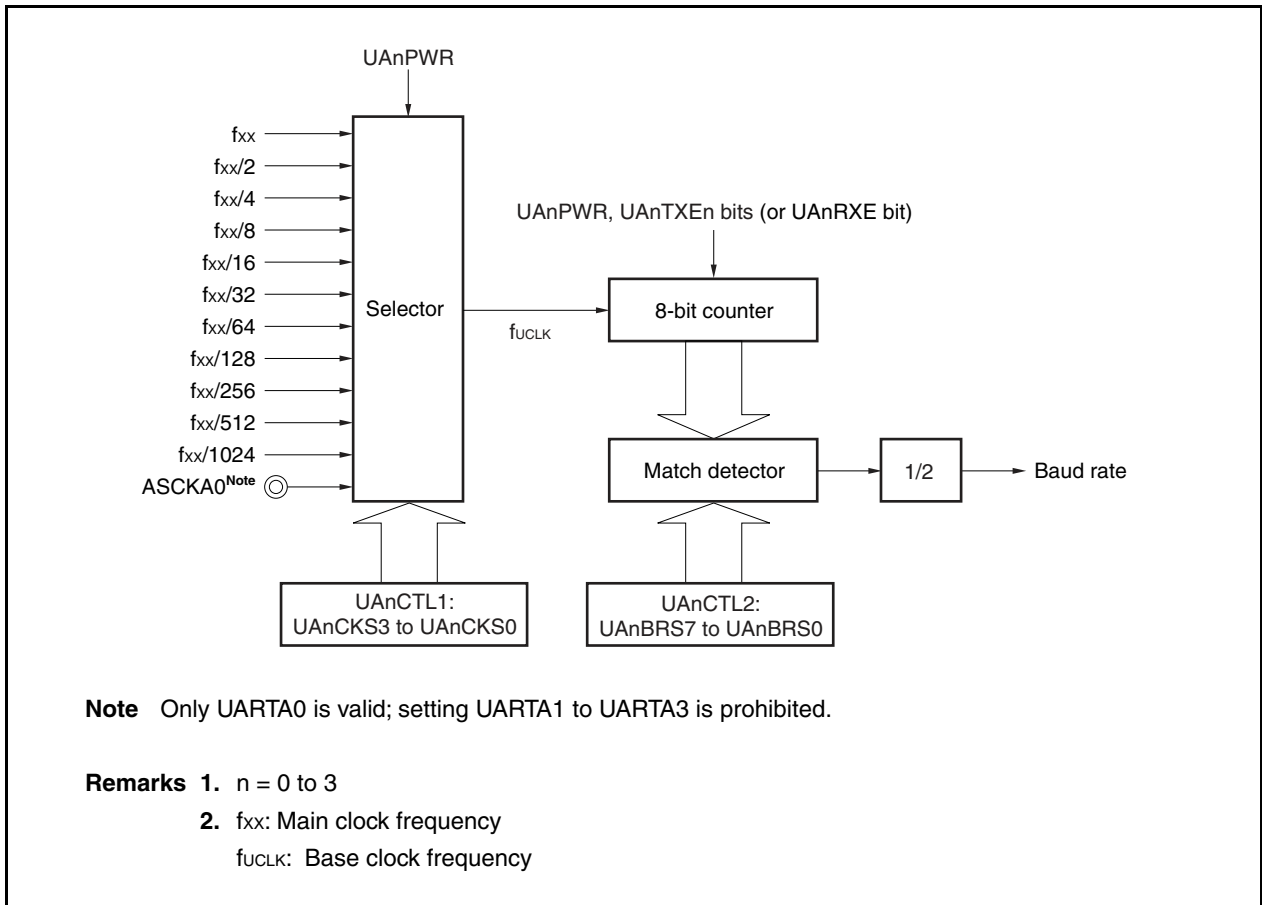 UAnPWR
fxx
fxx/2
fxx/4
fxx/8
fxx/16
fxx/32
fxx/64
fxx/128
fxx/256
fxx/512
fxx/1024
ASCKA0Note
Selector
fUCLK
UAnPWR, UAnTXEn bits (or UAnRXE bit)
8-bit counter
Match detector
1/2
Baud rate
UAnCTL1:
UAnCKS3 to UAnCKS0
UAnCTL2:
UAnBRS7 to UAnBRS0
Note Only UARTA0 is valid; setting UARTA1 to UARTA3 is prohibited.
Remarks 1. n = 0 to 3
2. fxx: Main clock frequency
fUCLK: Base clock frequency